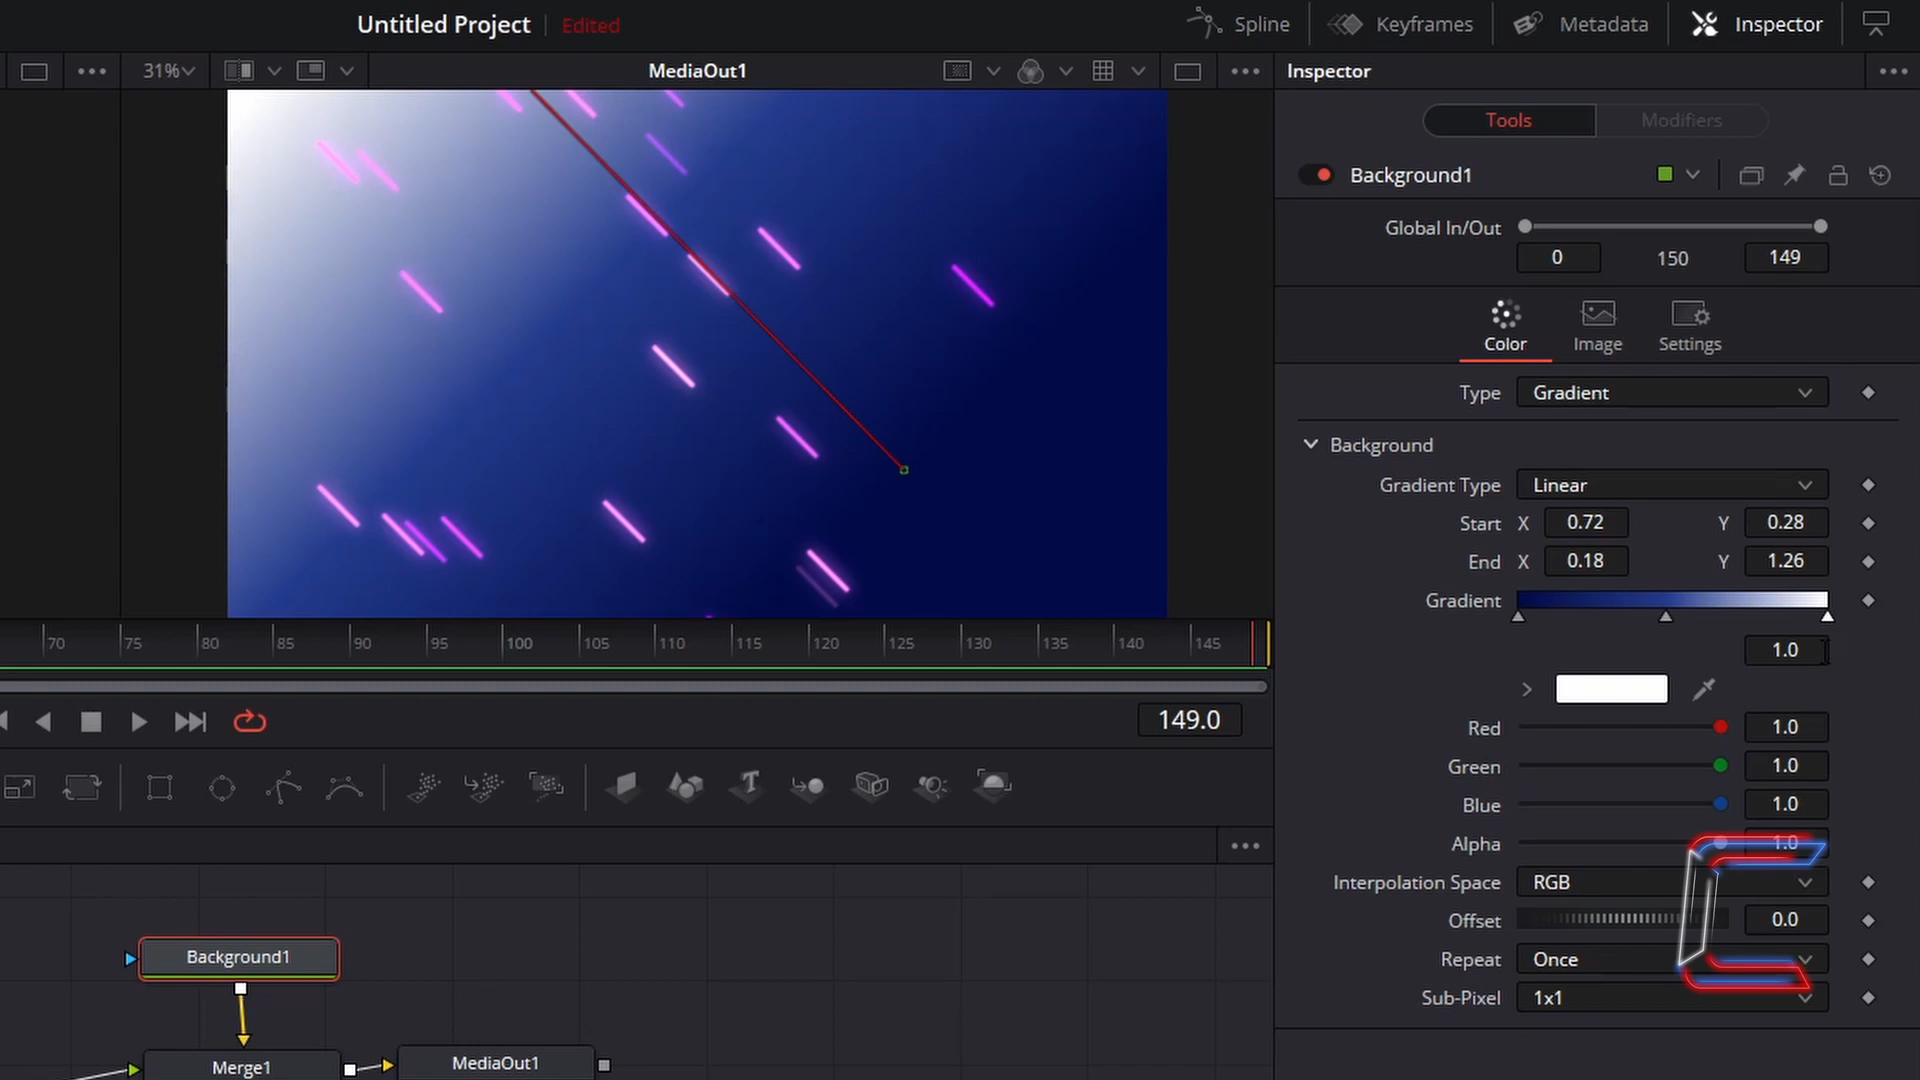 Untitled Project Edited Spline Keyframes Metadata Inspector
31% MediaOut1 Inspector
Tools Modifiers
Background1
Global In/Out
0 150 149
Color Image Settings
Type Gradient
Background
Gradient Type Linear
Start X 0.72 Y 0.28
End X 0.18 Y 1.26
Gradient
1.0
Red 1.0
Green 1.0
Blue 1.0
Alpha 1.0
Interpolation Space RGB
Offset 0.0
Repeat Once
Sub-Pixel 1x1
70 75 80 85 90 95 100 105 110 115 120 125 130 135 140 145
149.0
Background1
Merge1 MediaOut1